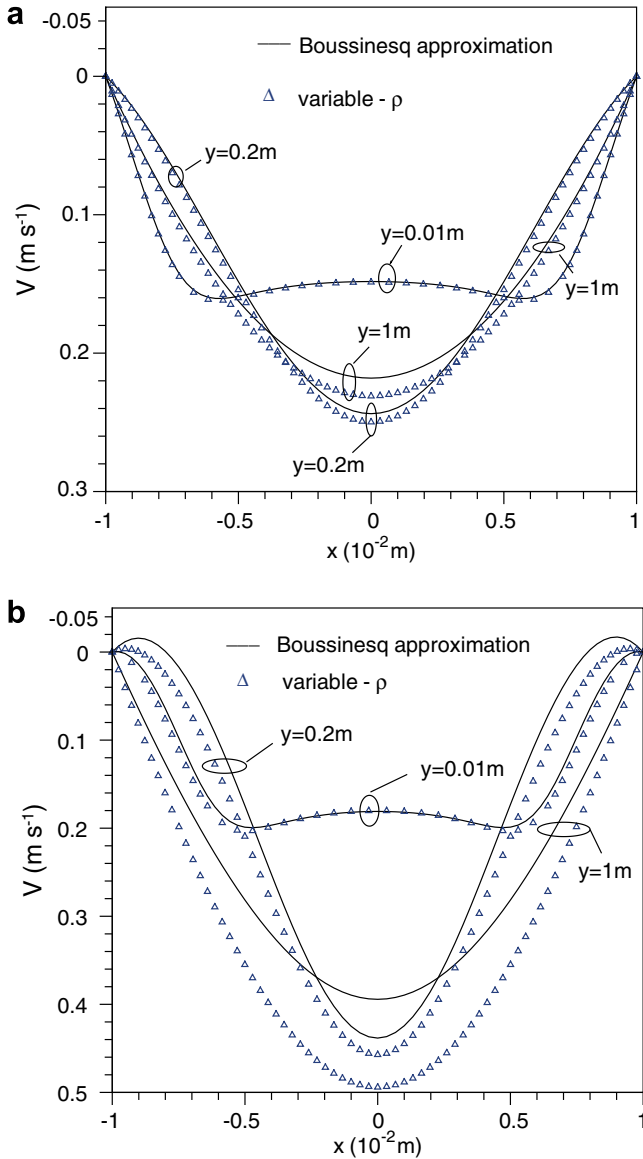 a
-0.05
0
0.1
0.2
0.3
V (m s⁻¹)
Boussinesq approximation
Δ variable - ρ
y=0.2m
y=0.01m
y=1m
y=1m
y=0.2m
-1 -0.5 0 0.5 1
x (10⁻²m)
b
-0.05
0
0.1
0.2
0.3
0.4
0.5
V (m s⁻¹)
Boussinesq approximation
Δ variable - ρ
y=0.2m
y=0.01m
y=1m
-1 -0.5 0 0.5 1
x (10⁻²m)